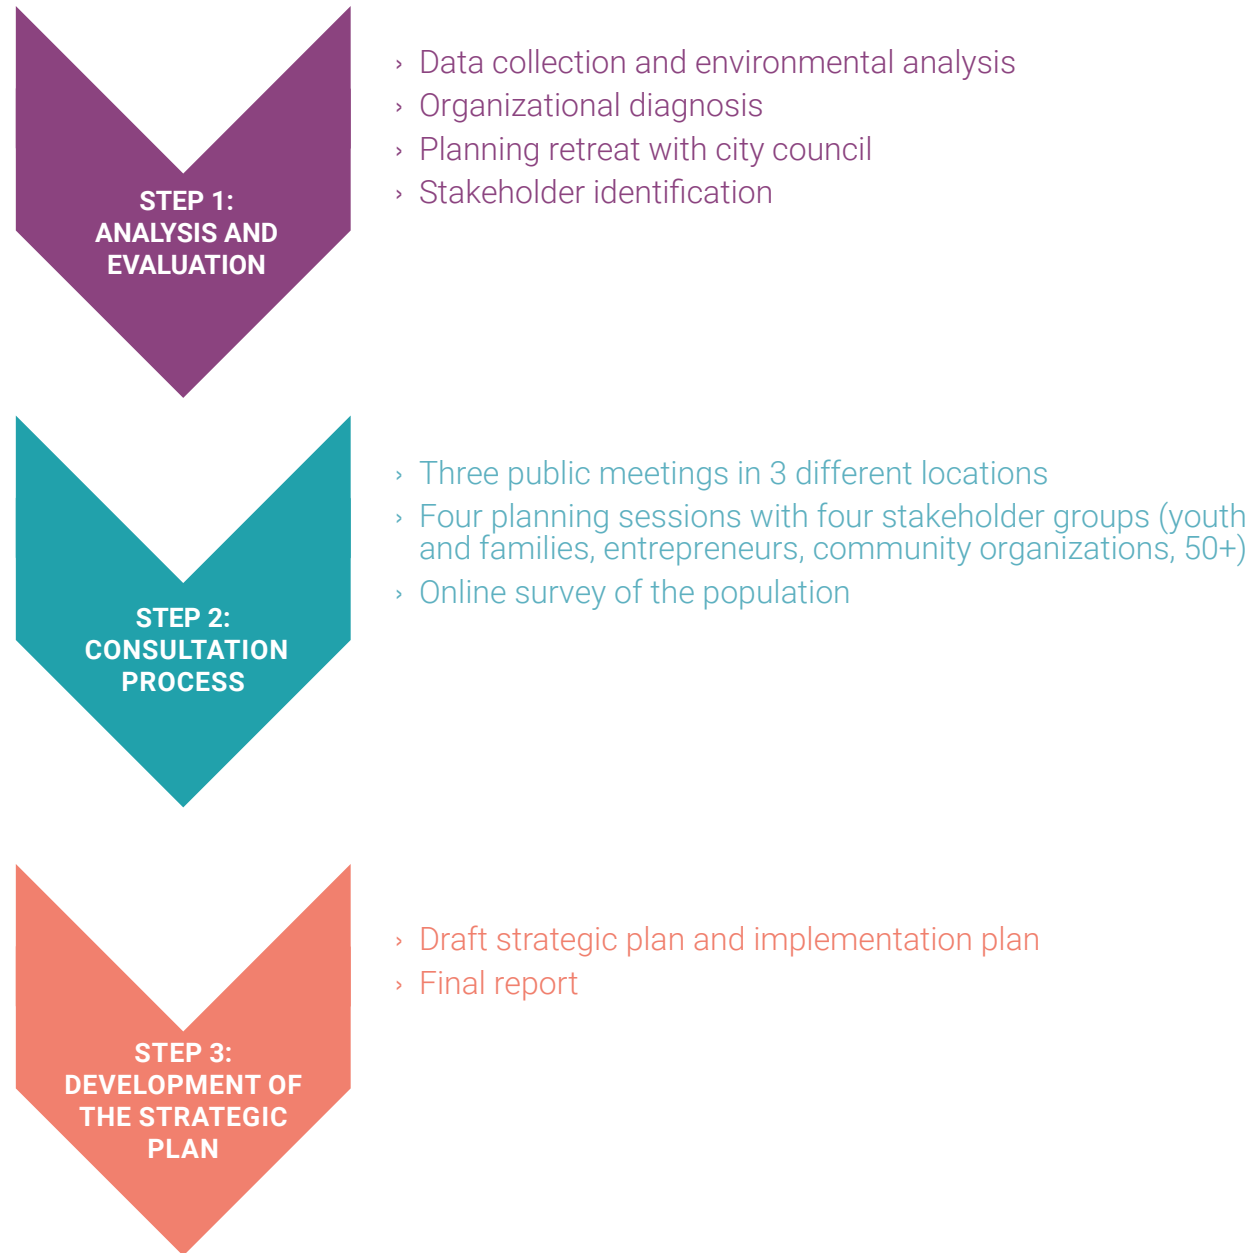 STEP 1:
ANALYSIS AND
EVALUATION
› Data collection and environmental analysis
› Organizational diagnosis
› Planning retreat with city council
› Stakeholder identification
STEP 2:
CONSULTATION
PROCESS
› Three public meetings in 3 different locations
› Four planning sessions with four stakeholder groups (youth
and families, entrepreneurs, community organizations, 50+)
› Online survey of the population
STEP 3:
DEVELOPMENT OF
THE STRATEGIC
PLAN
› Draft strategic plan and implementation plan
› Final report